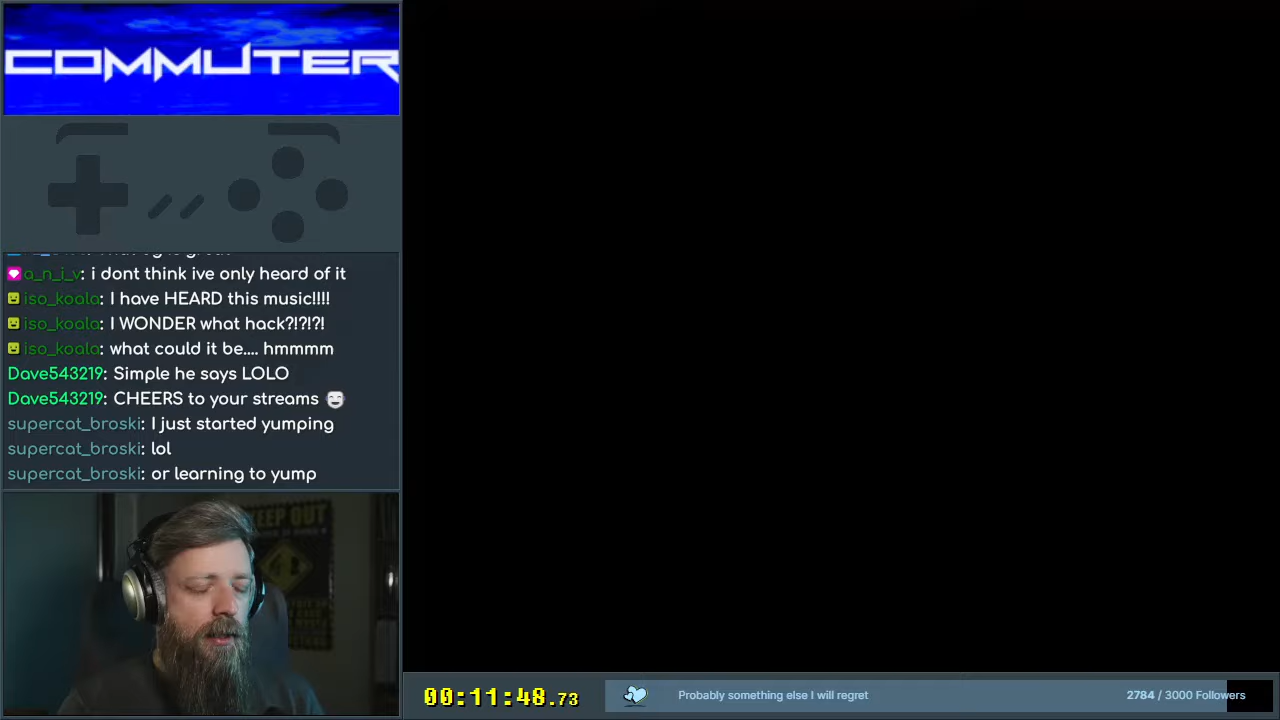 COMMUTER
a_n_i_v: i dont think ive only heard of it
iso_koala: I have HEARD this music!!!!
iso_koala: I WONDER what hack?!?!?!
iso_koala: what could it be.... hmmmm
Dave543219: Simple he says LOLO
Dave543219: CHEERS to your streams
supercat_broski: I just started yumping
supercat_broski: lol
supercat_broski: or learning to yump
KEEP OUT
00:11:48.73
Probably something else I will regret
2784 / 3000 Followers